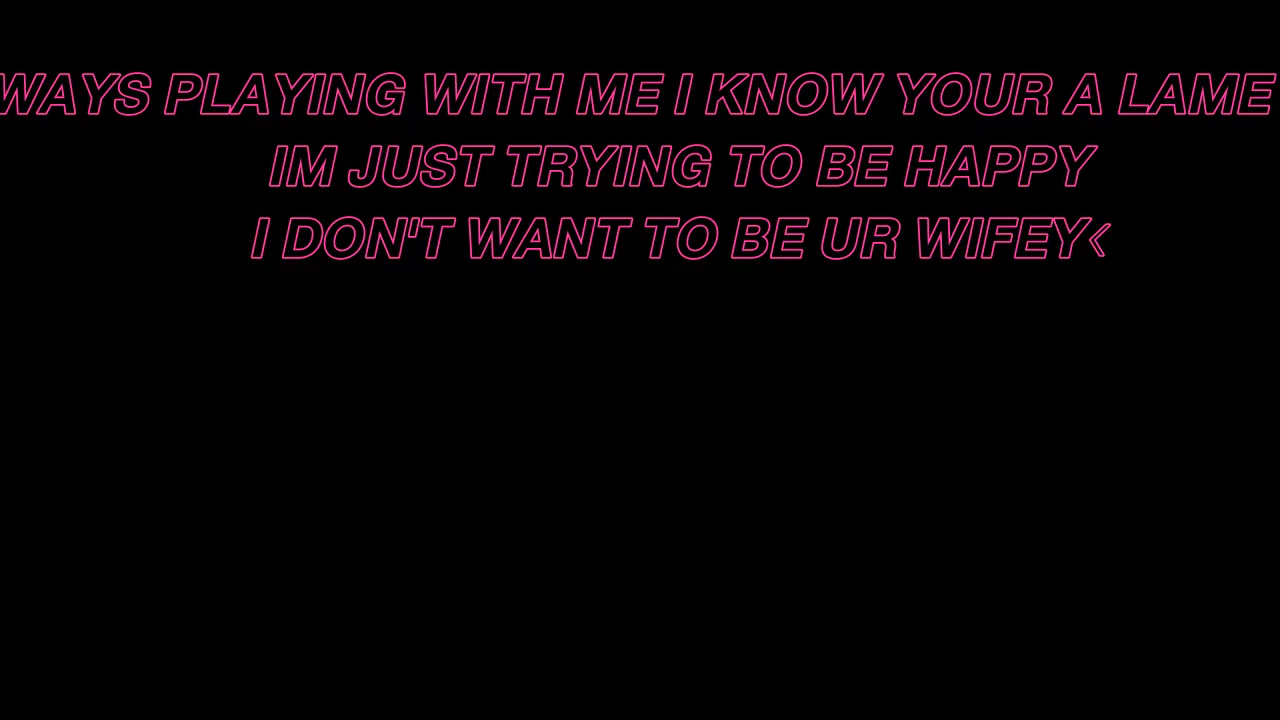 WAYS PLAYING WITH ME I KNOW YOUR A LAME
IM JUST TRYING TO BE HAPPY
I DON'T WANT TO BE UR WIFEY<